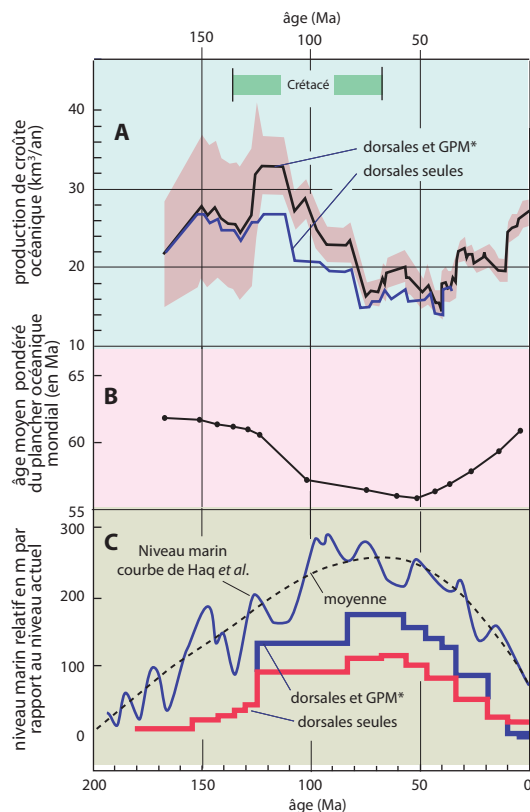 âge (Ma)
150
100
50
Crétacé
A
40
30
20
10
production de croûte
océanique (km³/an)
dorsales et GPM*
dorsales seules
B
65
60
55
âge moyen pondéré
du plancher océanique
mondial (en Ma)
C
300
200
100
0
niveau marin relatif en m par
rapport au niveau actuel
Niveau marin
courbe de Haq et al.
moyenne
dorsales et GPM*
dorsales seules
200
150
100
50
0
âge (Ma)